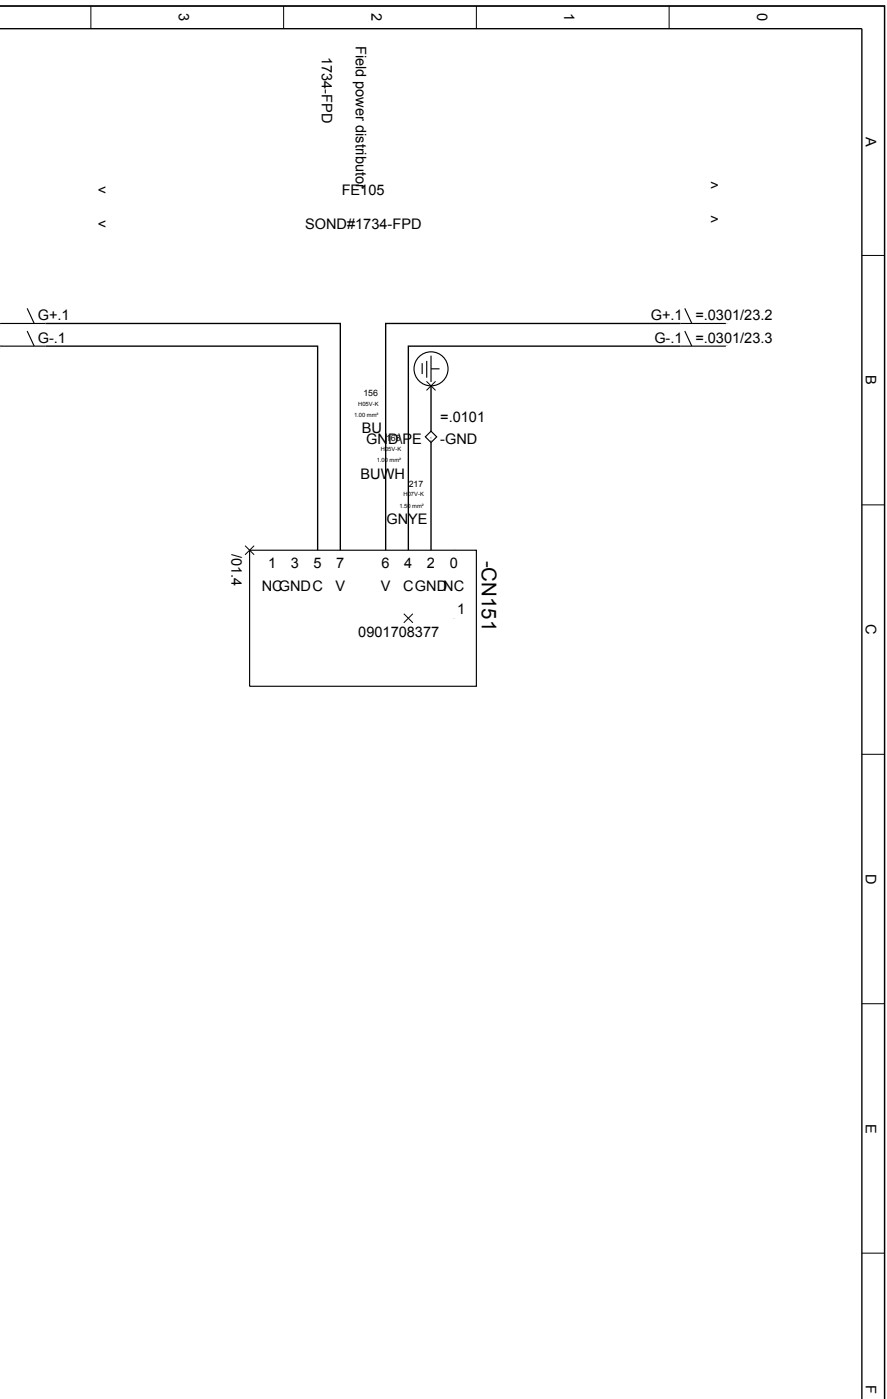 3 2 1 0
A
Field power distributor
1734-FPD
< FE105 >
< SOND#1734-FPD >
\ G+.1
G+.1 \ =.0301/23.2
\ G-.1
G-.1 \ =.0301/23.3
B
156
H05V-K
1.00 mm²
BU
=.0101
GND/PE
-GND
H05V-K
1.00 mm²
BUWH
217
H07V-K
1.50 mm²
GNYE
/01.4
-CN151
1 3 5 7 6 4 2 0
NC GND C V V C GND NC
1
0901708377
C
D
E
F